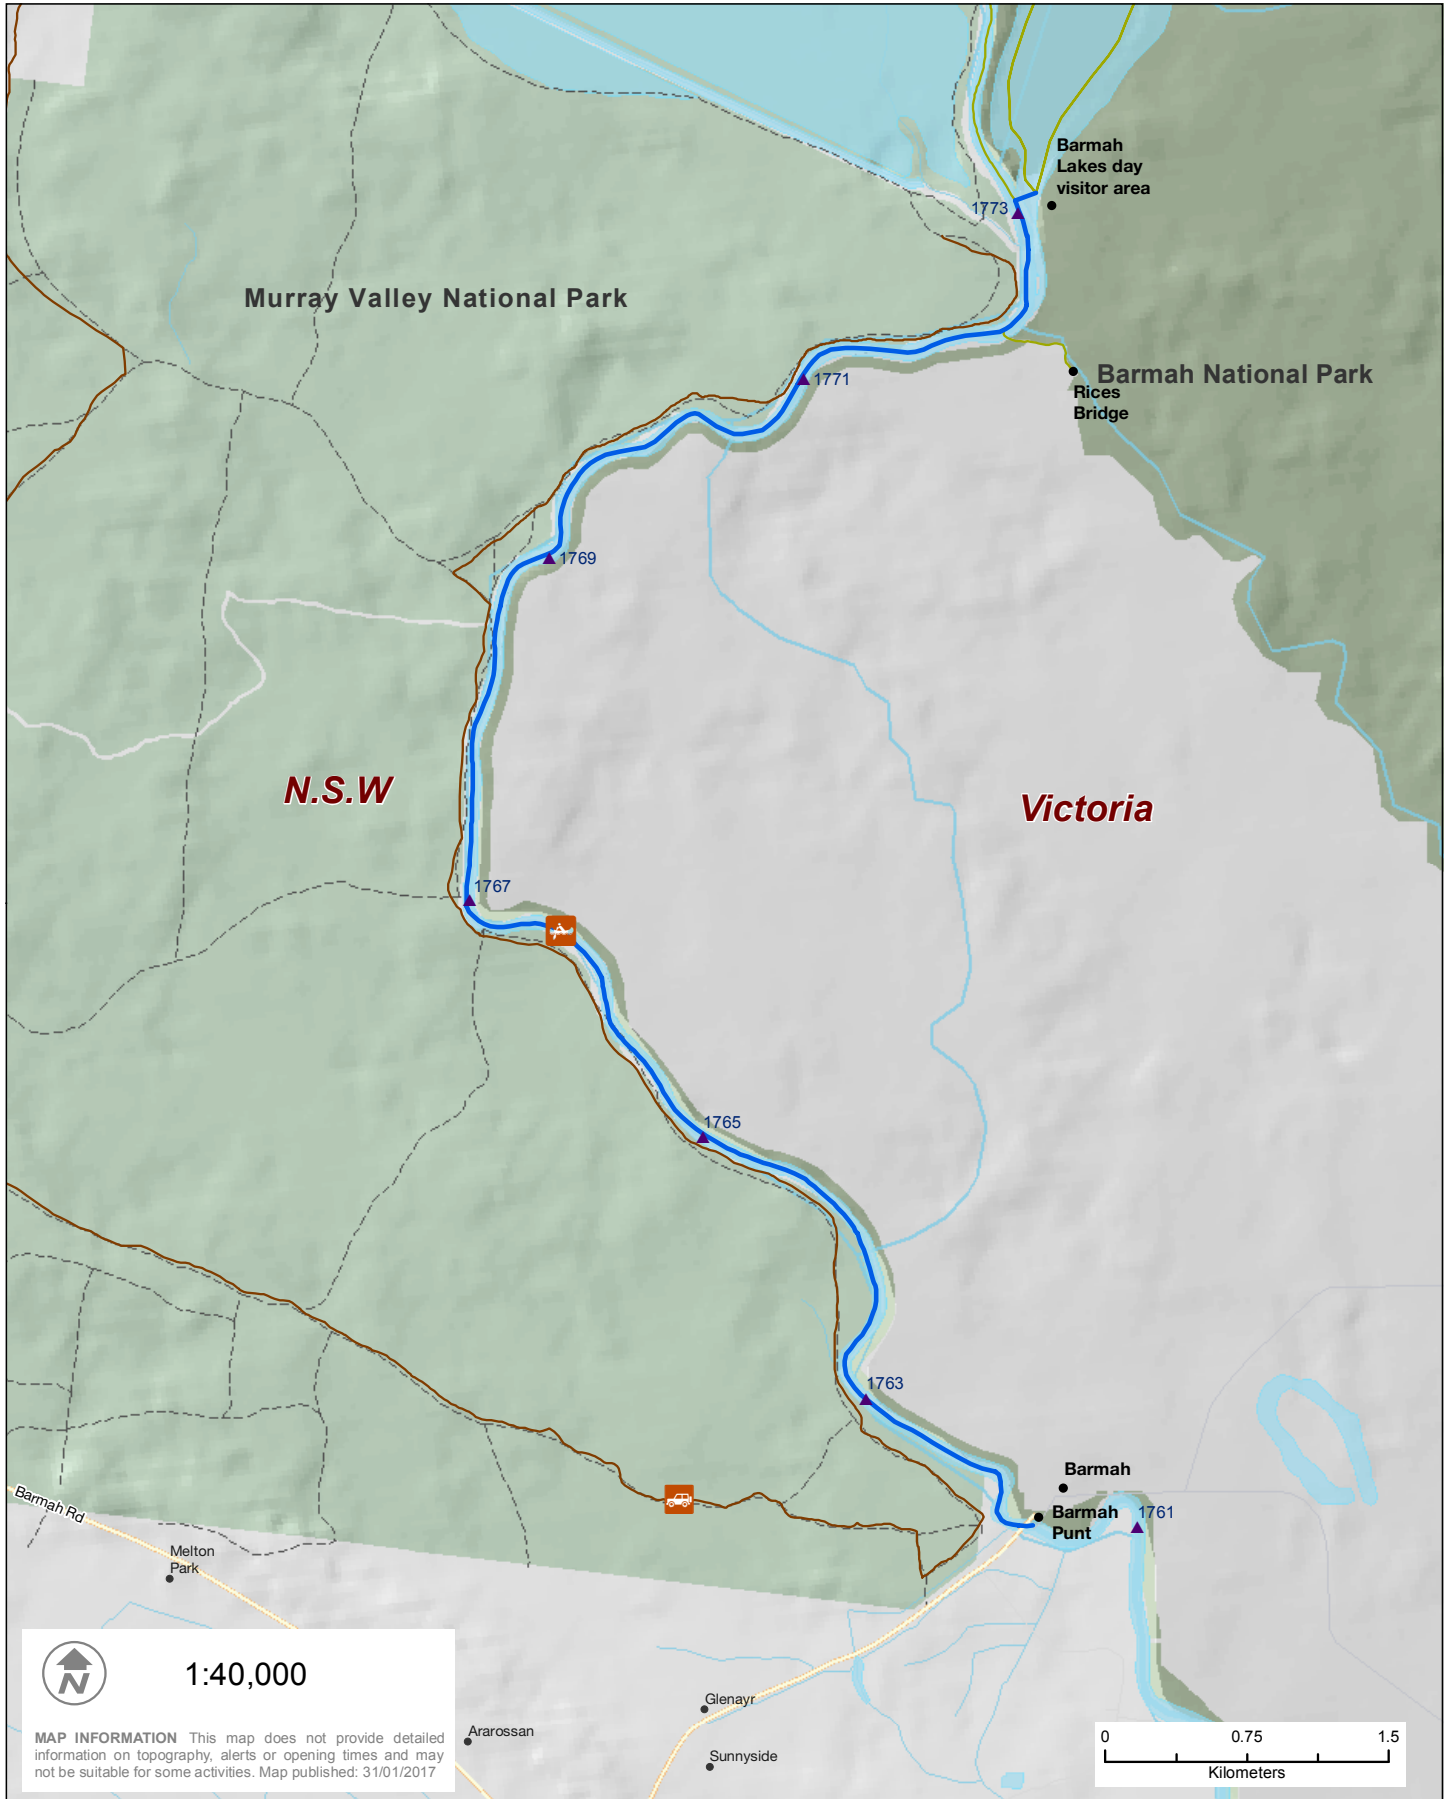 Barmah
Lakes day
visitor area
1773
Murray Valley National Park
Barmah National Park
1771
Rices
Bridge
1769
N.S.W
Victoria
1767
1765
1763
Barmah
Barmah
Punt
1761
Barmah Rd
Melton
Park
N
1:40,000
MAP INFORMATION This map does not provide detailed
information on topography, alerts or opening times and may
not be suitable for some activities. Map published: 31/01/2017
Ararossan
Glenayr
Sunnyside
0 0.75 1.5
Kilometers